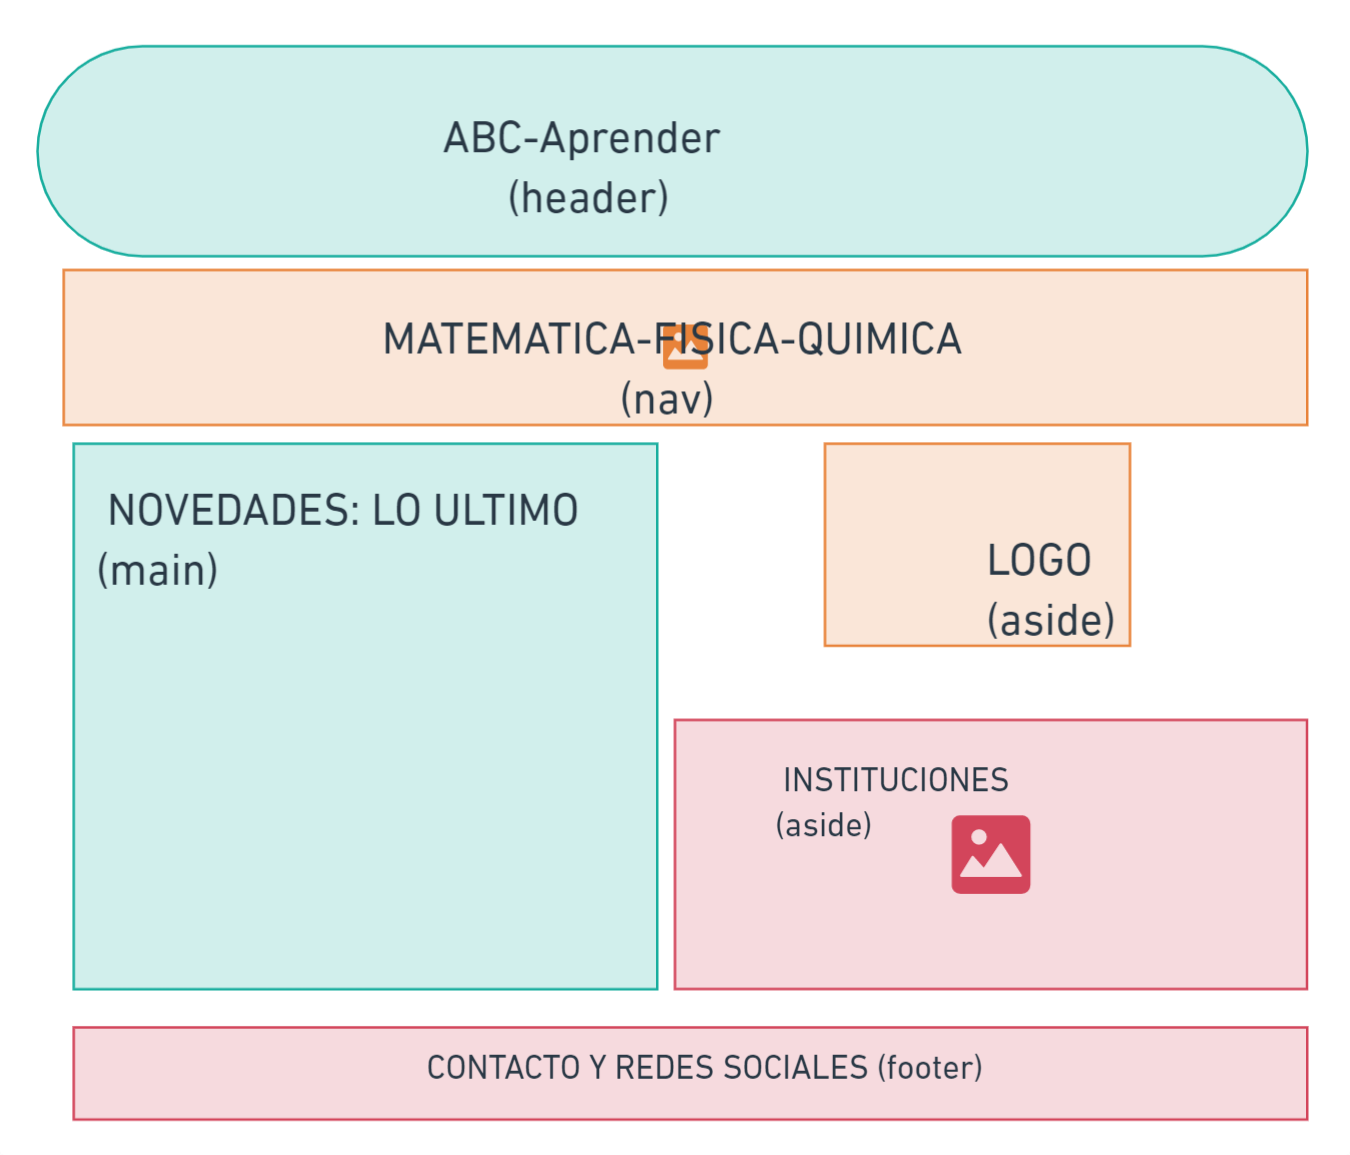 ABC-Aprender
(header)
MATEMATICA-FISICA-QUIMICA
(nav)
NOVEDADES: LO ULTIMO
(main)
LOGO
(aside)
INSTITUCIONES
(aside)
CONTACTO Y REDES SOCIALES (footer)